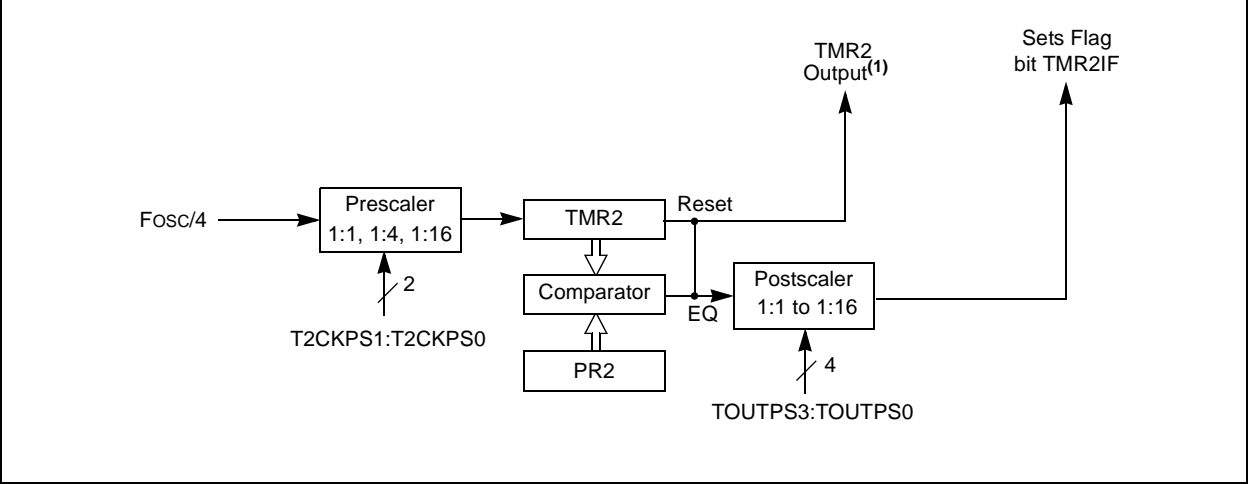 TMR2
Output(1)
Sets Flag
bit TMR2IF
FOSC/4
Prescaler
1:1, 1:4, 1:16
2
T2CKPS1:T2CKPS0
TMR2
Reset
Comparator
EQ
PR2
Postscaler
1:1 to 1:16
4
TOUTPS3:TOUTPS0